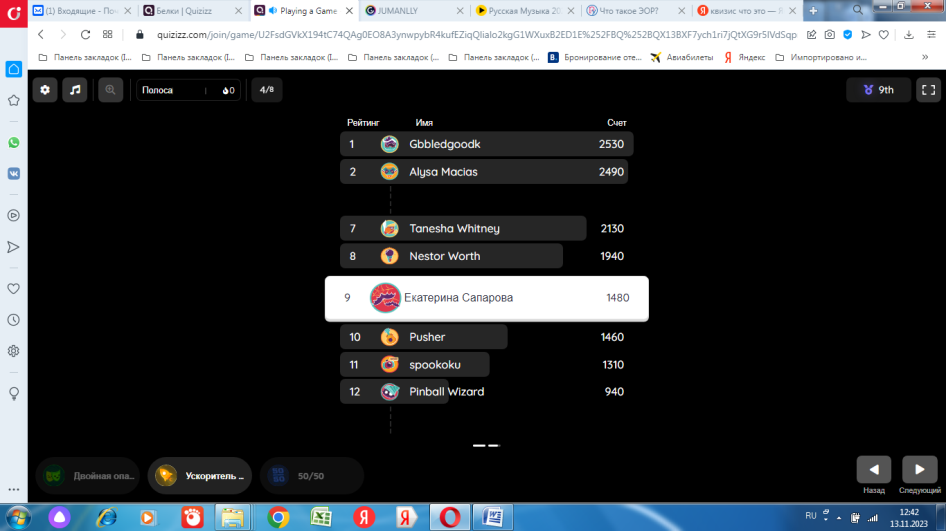 (1) Входящие - Поч
Белки | Quizizz
Playing a Game
JUMANLLY
Русская Музыка 20
Что такое ЭОР?
квизис что это — Я
quizizz.com/join/game/
Панель закладок (I...
Панель закладок (I...
Панель закладок (...
Панель закладок (...
Панель закладок (...
B.
Бронирование оте...
Авиабилеты
Яндекс
Импортировано и...
Полоса
0
4/8
9th
Рейтинг Имя Счет
1 Gbbledgoodk 2530
2 Alysa Macias 2490
7 Tanesha Whitney 2130
8 Nestor Worth 1940
9 Екатерина Сапарова 1480
10 Pusher 1460
11 spookoku 1310
12 Pinball Wizard 940
Двойная опа...
Ускоритель ...
50/50
Назад
Следующий
RU
12:42
13.11.2023